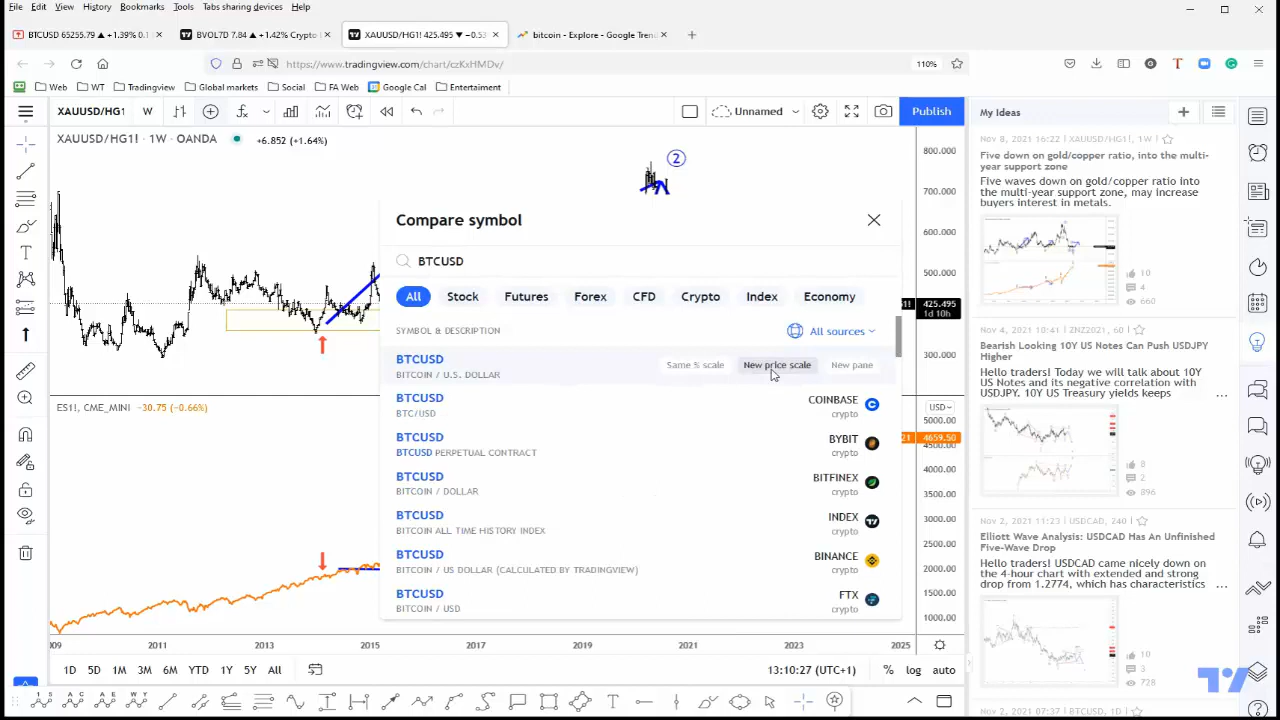 File Edit View History Bookmarks Tools Tabs sharing devices Help
BTCUSD 65255.79 ▲ +1.39% 0.1
BVOL7D 7.84 ▲ +1.42% Crypto
XAUUSD/HG1! 425.495 ▼ −0.53
bitcoin - Explore - Google Tren
https://www.tradingview.com/chart/czKxHMDv/
110%
Web WT Tradingview Global markets Social FA Web Google Cal Entertaiment
XAUUSD/HG1 W
Unnamed
Publish
My Ideas
XAUUSD/HG1! · 1W · OANDA
+6.852 (+1.64%)
800.000
700.000
600.000
500.000
425.495
1d 10h
300.000
2
Compare symbol
BTCUSD
All Stock Futures Forex CFD Crypto Index Economy
SYMBOL & DESCRIPTION
All sources
BTCUSD
BITCOIN / U.S. DOLLAR
Same % scale New price scale New pane
BTCUSD
BTC/USD
COINBASE
crypto
BTCUSD
BTCUSD PERPETUAL CONTRACT
BYBIT
crypto
BTCUSD
BITCOIN / DOLLAR
BITFINEX
crypto
BTCUSD
BITCOIN ALL TIME HISTORY INDEX
INDEX
crypto
BTCUSD
BITCOIN / US DOLLAR (CALCULATED BY TRADINGVIEW)
BINANCE
crypto
BTCUSD
BITCOIN / USD
FTX
crypto
ES1!, CME_MINI −30.75 (−0.66%)
USD
5000.00
4659.50
4000.00
3500.00
3000.00
2500.00
2000.00
1500.00
1000.00
009 2011 2013 2015 2017 2019 2021 2023 2025
1D 5D 1M 3M 6M YTD 1Y 5Y All
13:10:27 (UTC+1)
% log auto
Nov 8, 2021 16:22 | XAUUSD/HG1!, 1W
Five down on gold/copper ratio, into the multi-
year support zone
Five waves down on gold/copper ratio into
the multi-year support zone, may increase
buyers interest in metals.
10
4
660
Nov 4, 2021 18:41 | ZNZ2021, 60
Bearish Looking 10Y US Notes Can Push USDJPY
Higher
Hello traders! Today we will talk about 10Y
US Notes and its negative correlation with
USDJPY. 10Y US Treasury yields keeps ...
8
2
896
Nov 2, 2021 11:23 | USDCAD, 240
Elliott Wave Analysis: USDCAD Has An Unfinished
Five-Wave Drop
Hello traders! USDCAD came nicely down on
the 4-hour chart with extended and strong
drop from 1.2774, which has characteristics ...
10
3
728
Nov 2, 2021 07:37 | BTCUSD, 1D